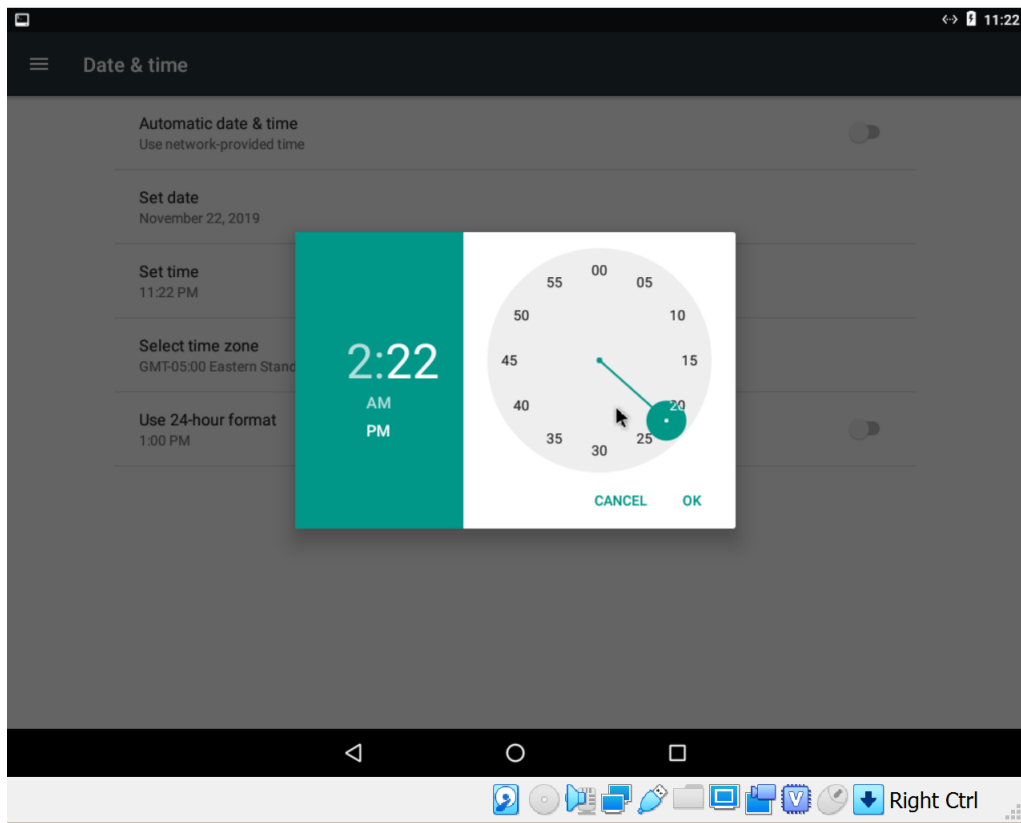 11:22
Date & time
Automatic date & time
Use network-provided time
Set date
November 22, 2019
Set time
11:22 PM
Select time zone
GMT-05:00 Eastern Stand
Use 24-hour format
1:00 PM
2:22
AM
PM
00
05
10
15
20
25
30
35
40
45
50
55
CANCEL OK
V
Right Ctrl